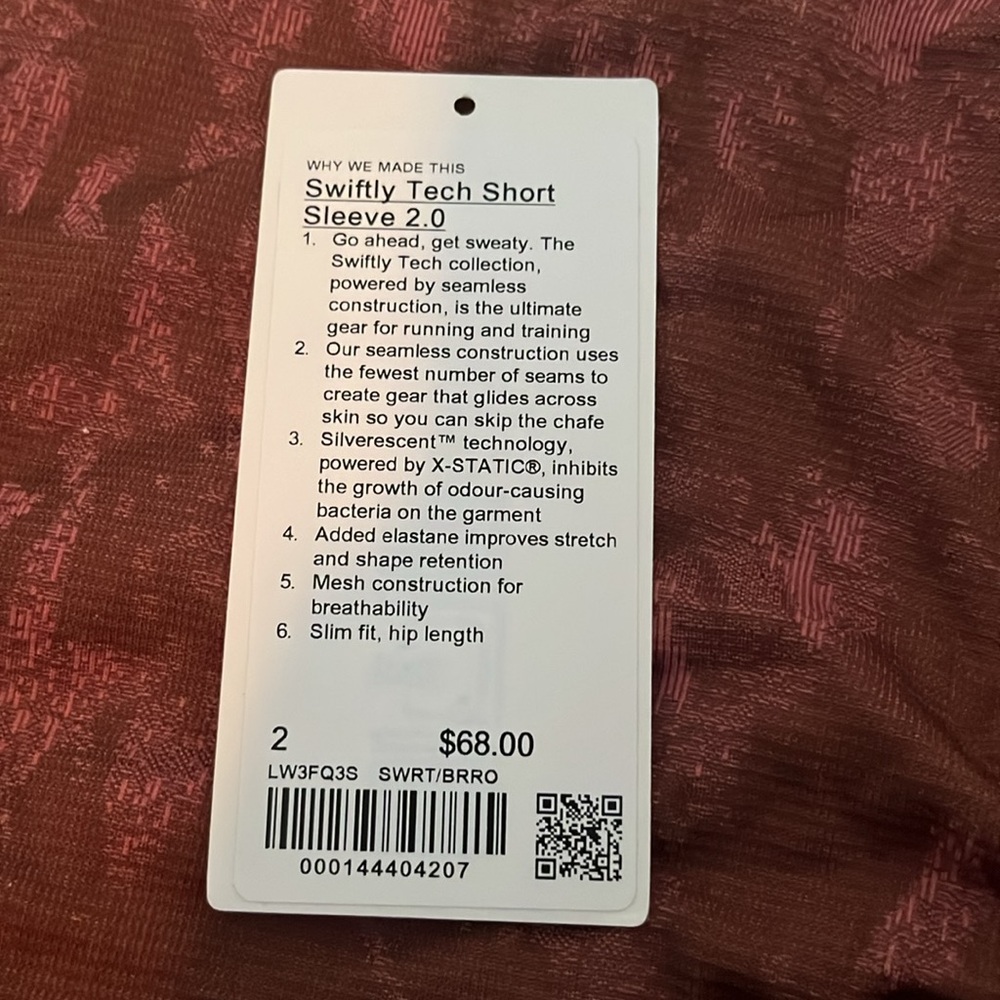 WHY WE MADE THIS
Swiftly Tech Short
Sleeve 2.0
1. Go ahead, get sweaty. The
Swiftly Tech collection,
powered by seamless
construction, is the ultimate
gear for running and training
2. Our seamless construction uses
the fewest number of seams to
create gear that glides across
skin so you can skip the chafe
3. Silverescent™ technology,
powered by X-STATIC®, inhibits
the growth of odour-causing
bacteria on the garment
4. Added elastane improves stretch
and shape retention
5. Mesh construction for
breathability
6. Slim fit, hip length
2 $68.00
LW3FQ3S SWRT/BRRO
000144404207